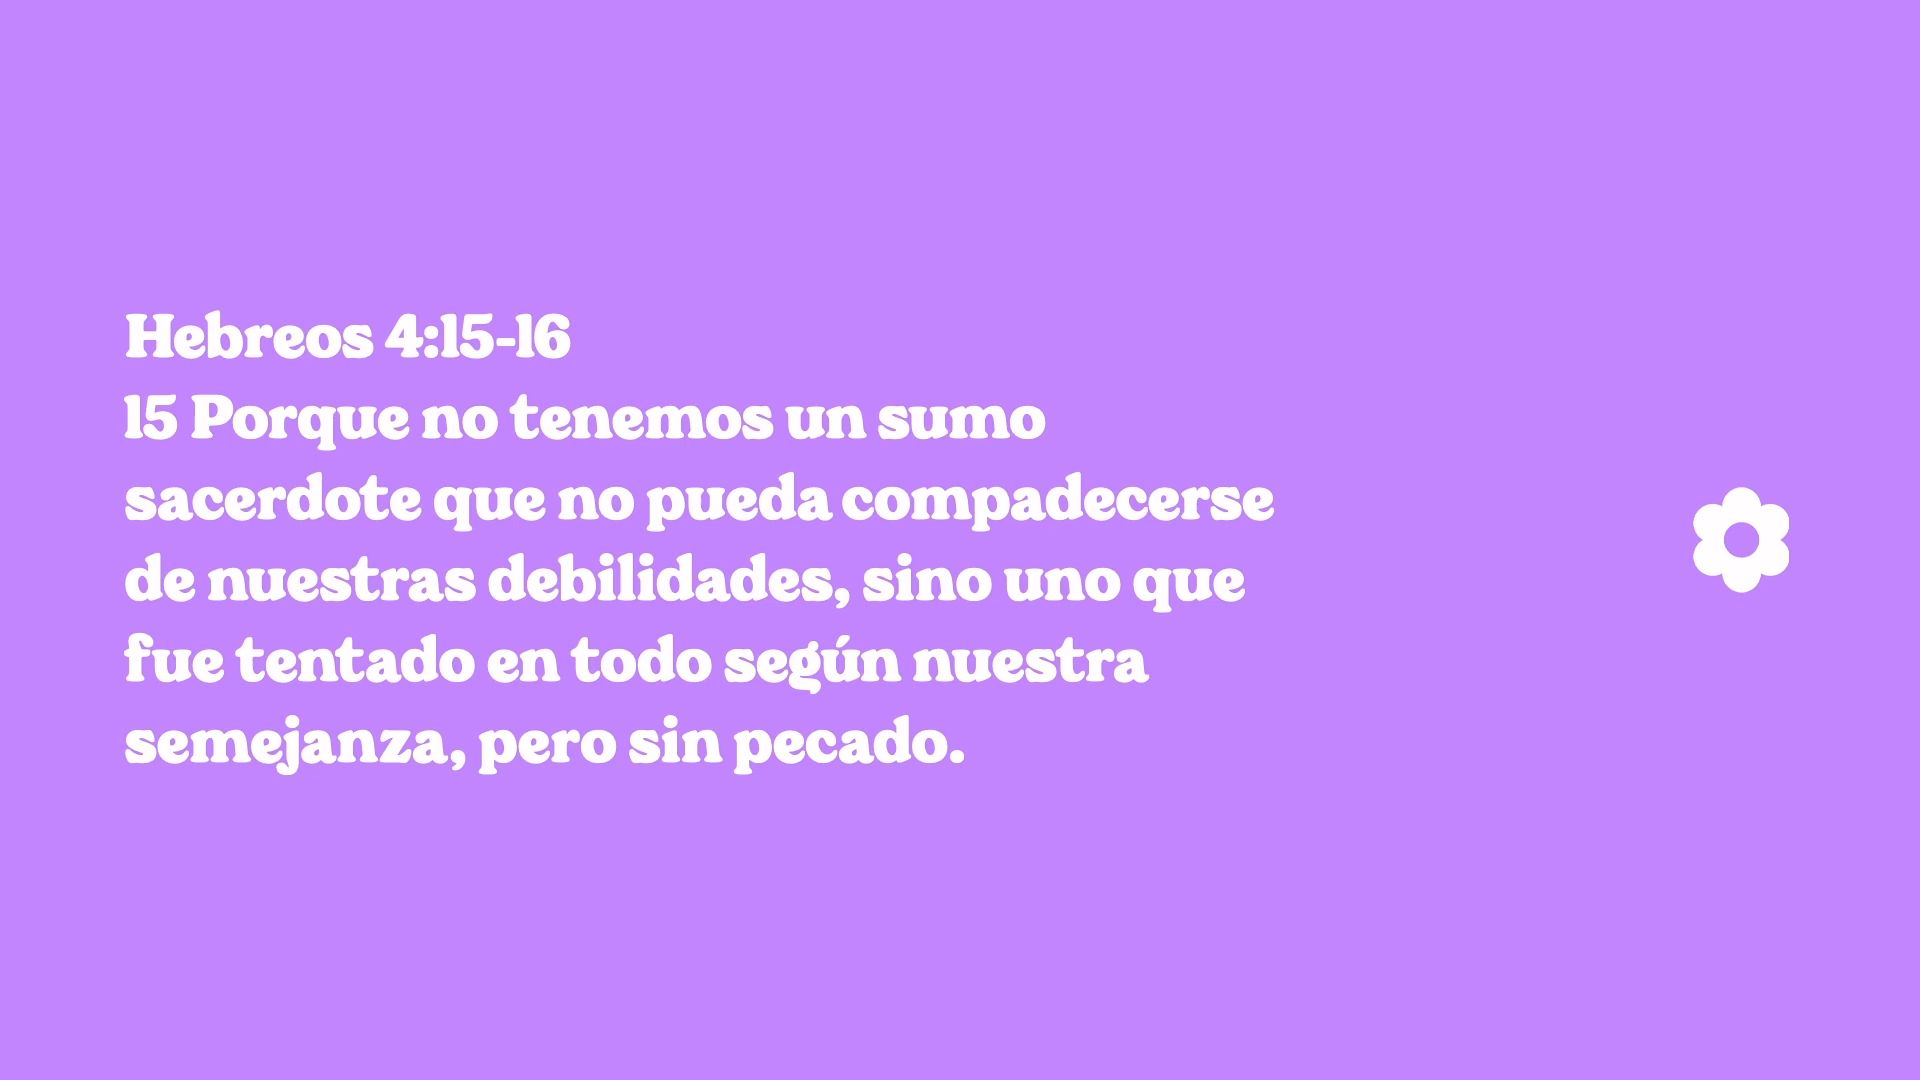 Hebreos 4:15-16
15 Porque no tenemos un sumo
sacerdote que no pueda compadecerse
de nuestras debilidades, sino uno que
fue tentado en todo según nuestra
semejanza, pero sin pecado.